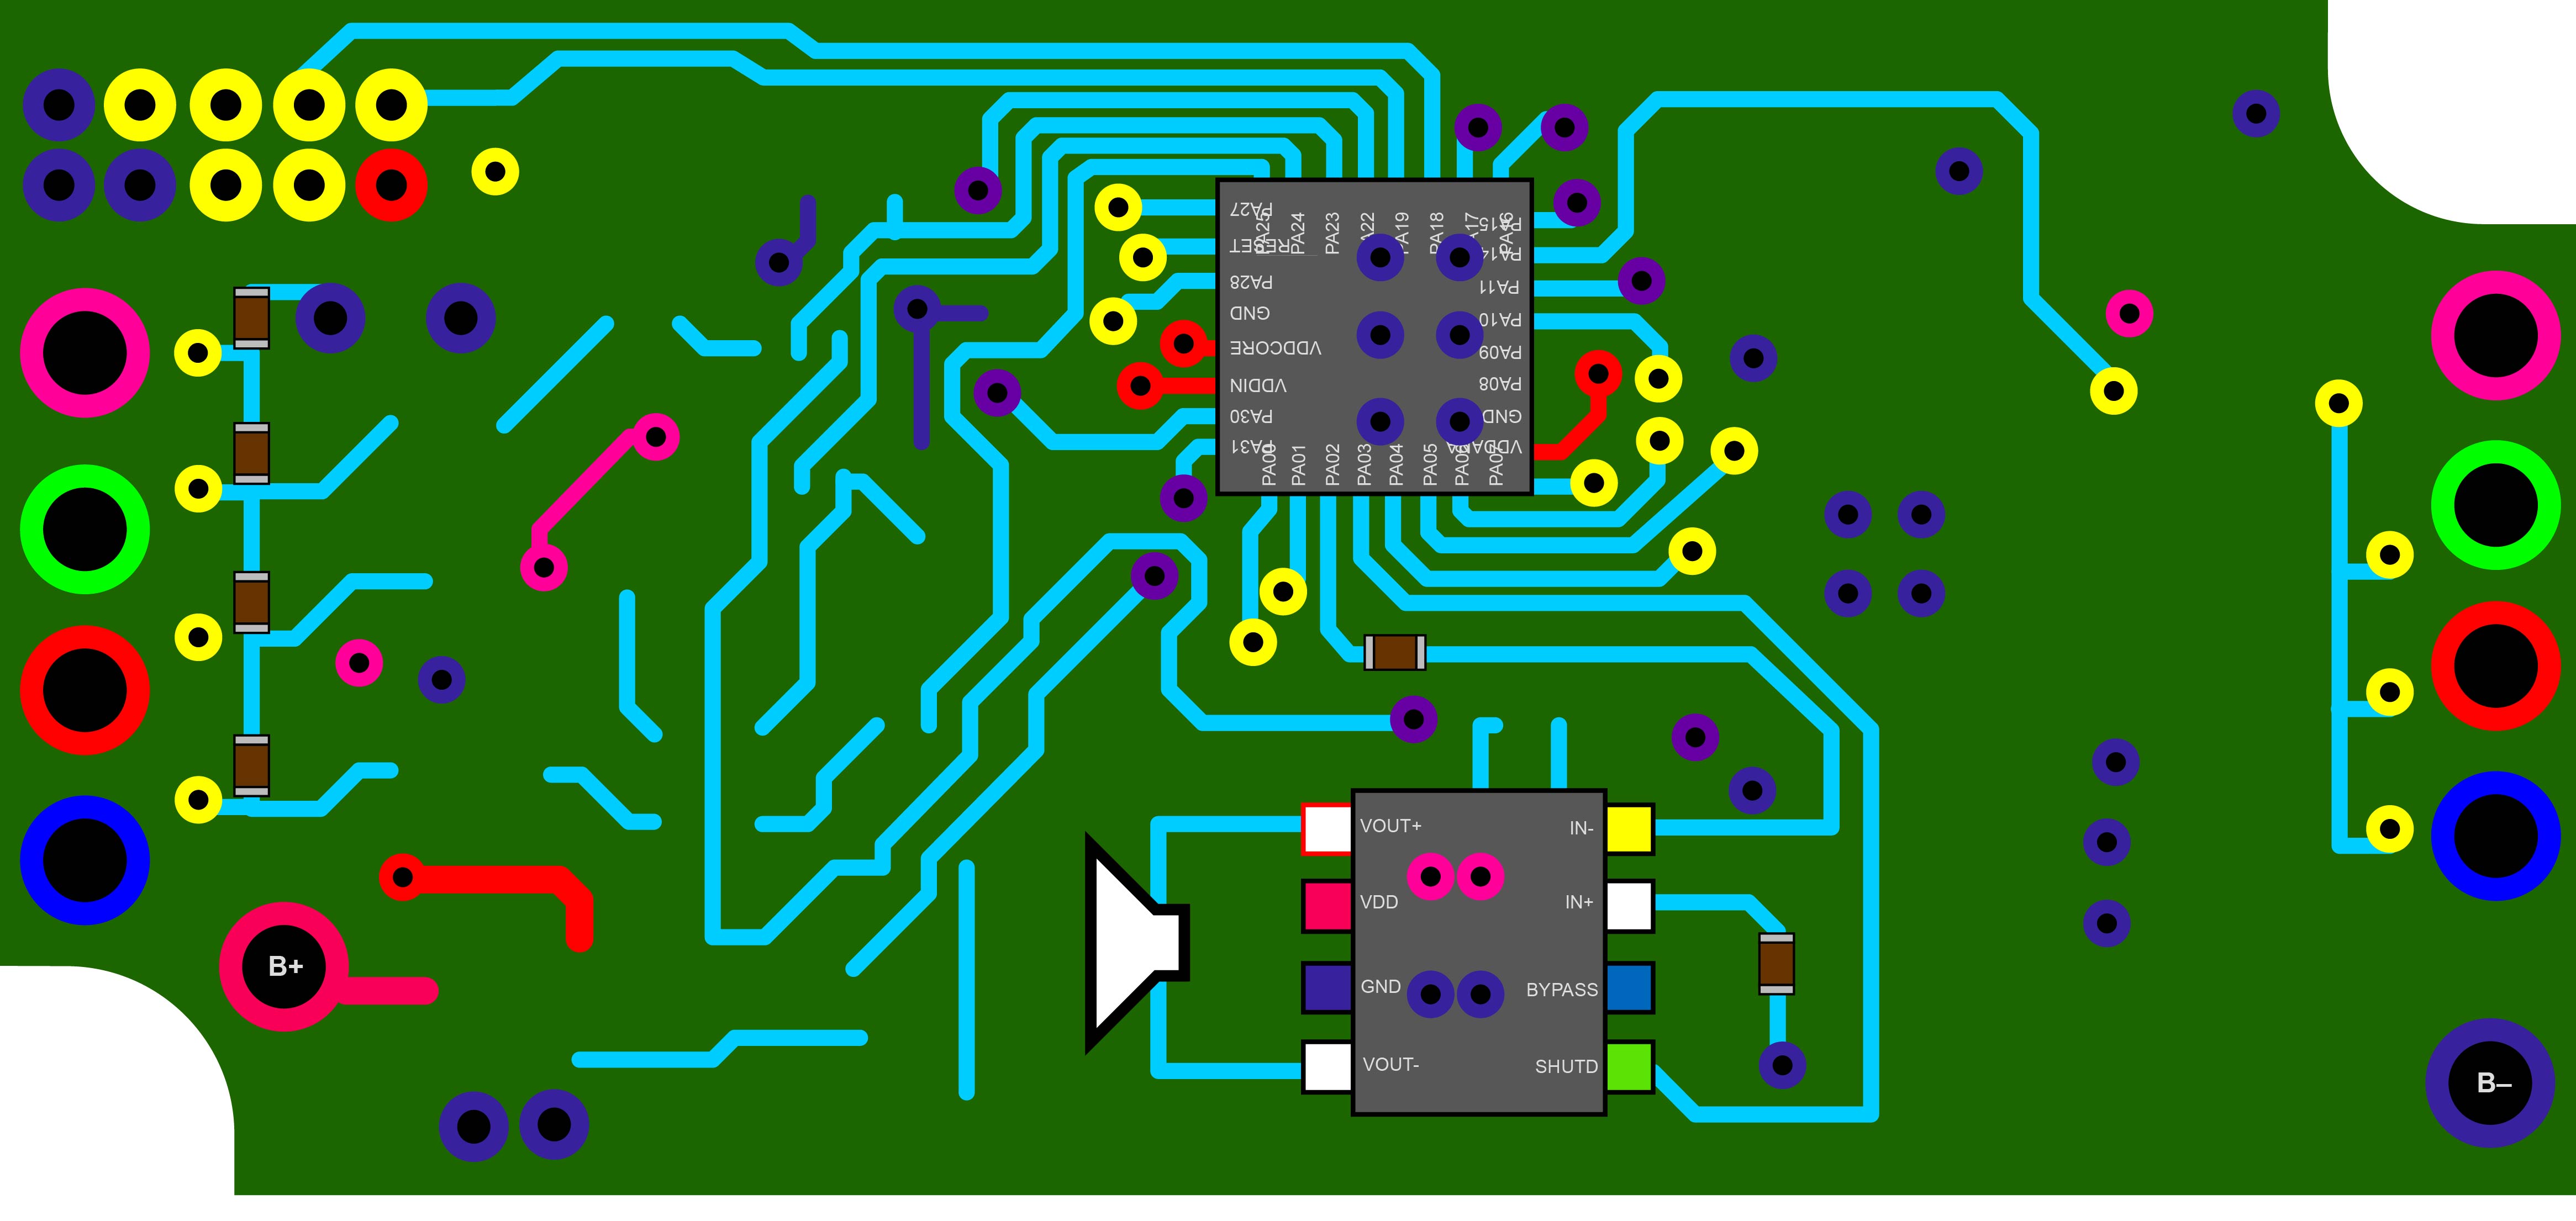 PA27
RESET
PA28
GND
VDDCORE
VDDIN
PA30
PA31
PA25
PA24
PA23
PA22
PA19
PA18
PA17
PA16
PA15
PA14
PA11
PA10
PA09
PA08
GND
VDDANA
PA00
PA01
PA02
PA03
PA04
PA05
PA06
PA07
VOUT+
IN-
VDD
IN+
GND
BYPASS
VOUT-
SHUTD
B+
B–